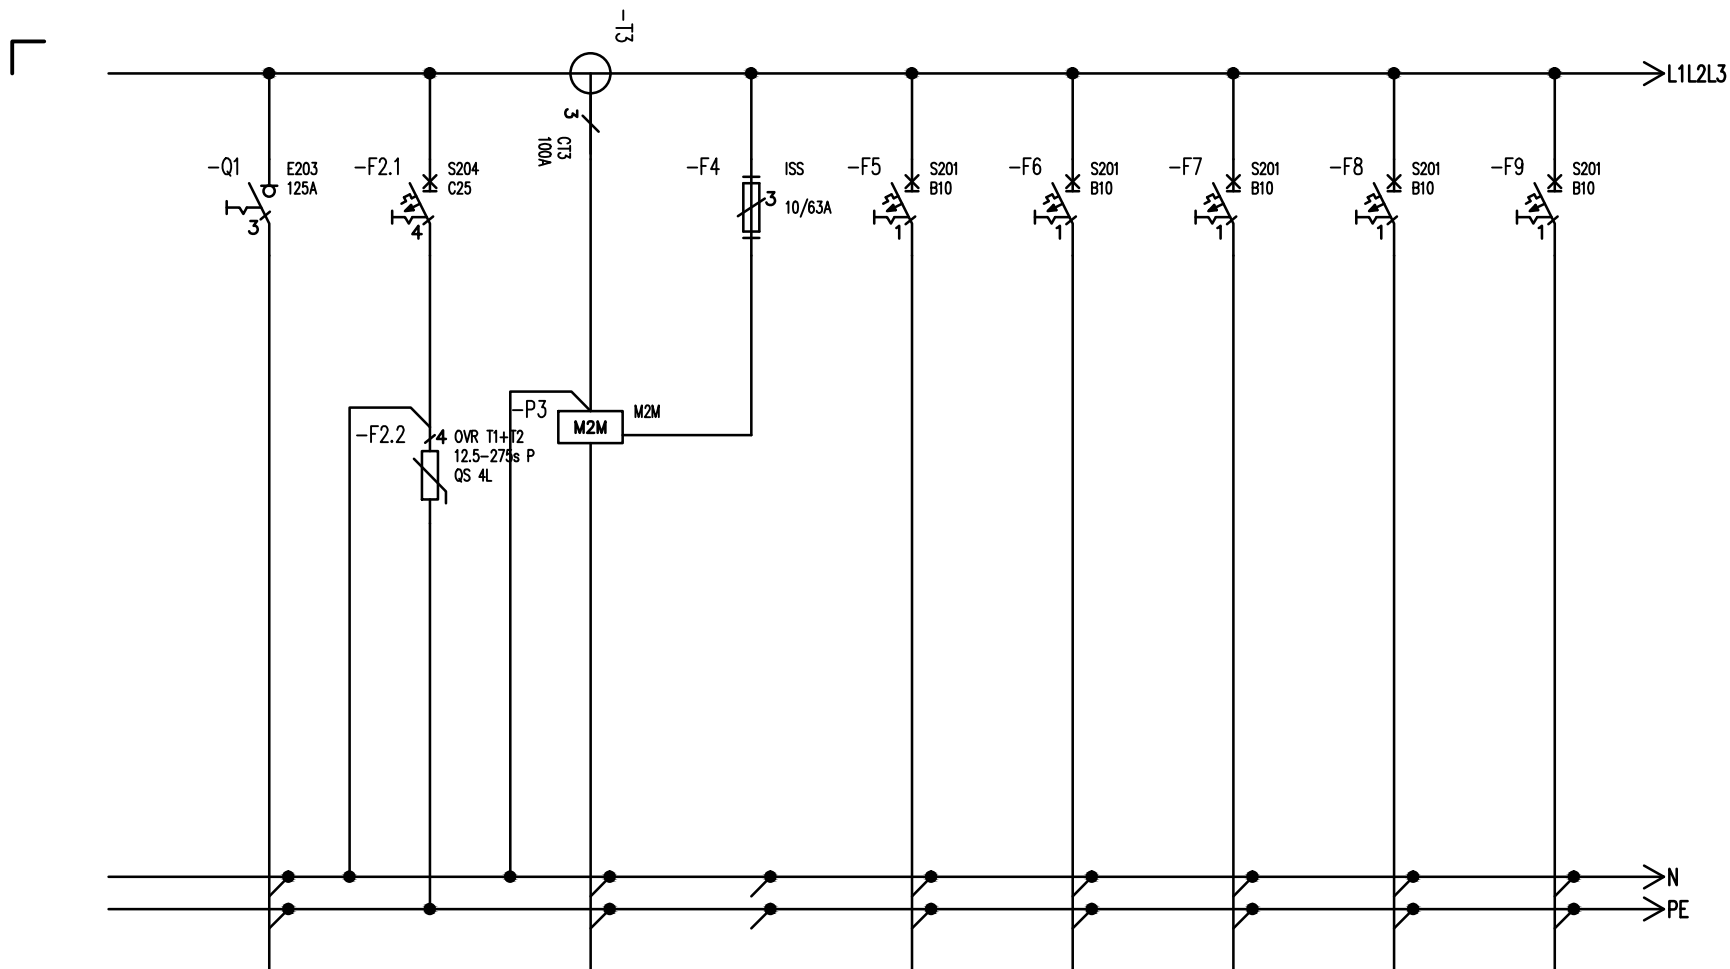 -T3
L1L2L3
3
CT3
100A
-Q1
E203
125A
3
-F2.1
S204
C25
4
-F4
ISS
10/63A
3
-F5
S201
B10
1
-F6
S201
B10
1
-F7
S201
B10
1
-F8
S201
B10
1
-F9
S201
B10
1
-P3
M2M
M2M
-F2.2
4
OVR T1+T2
12.5-275s P
QS 4L
N
PE